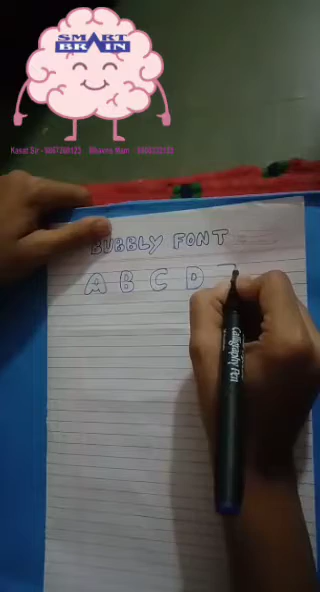 SMART
BRAIN
BUBBLY FONT
A B C D
Calligraphy Pen